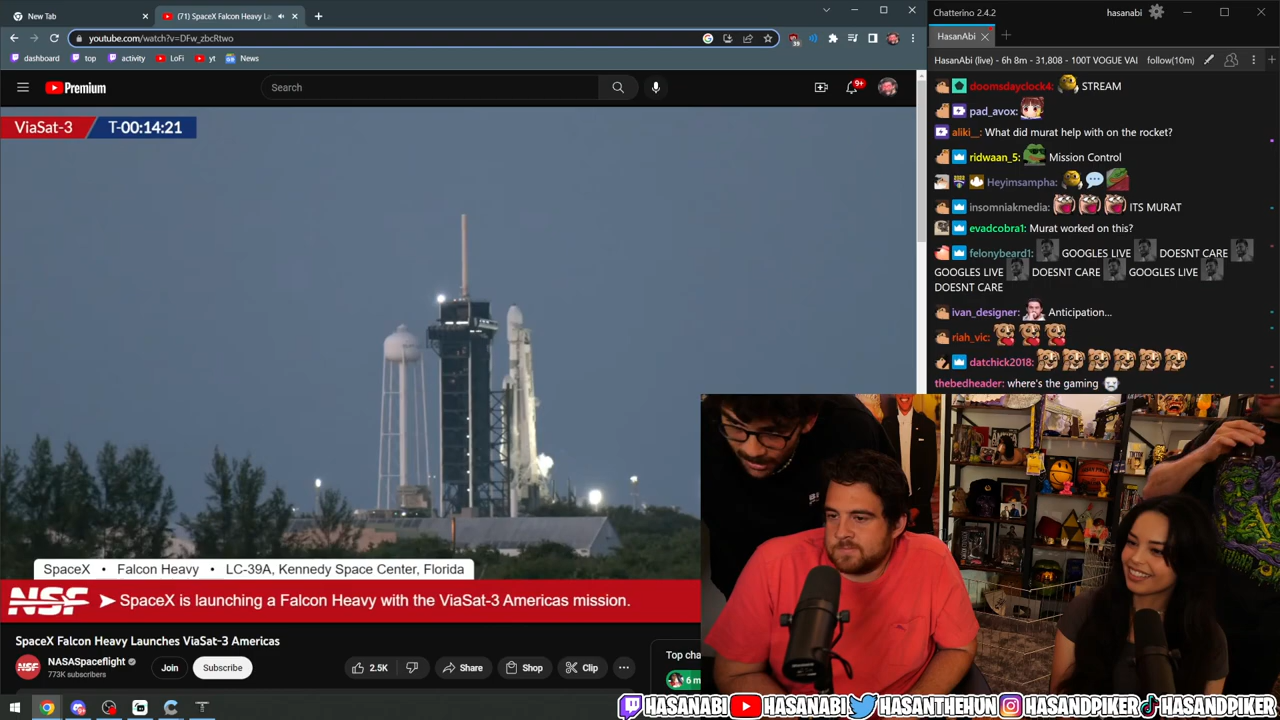 New Tab
(71) SpaceX Falcon Heavy La
youtube.com/watch?v=DFw_zbcRtwo
39
dashboard
top
activity
LoFi
yt
News
Premium
Search
9+
ViaSat-3 T-00:14:21
SpaceX • Falcon Heavy • LC-39A, Kennedy Space Center, Florida
NSF SpaceX is launching a Falcon Heavy with the ViaSat-3 Americas mission.
SpaceX Falcon Heavy Launches ViaSat-3 Americas
NSF
NASASpaceflight
773K subscribers
Join
Subscribe
2.5K
Share
Shop
Clip
Top cha
6 m
Chatterino 2.4.2
hasanabi
HasanAbi
HasanAbi (live) - 6h 8m - 31,808 - 100T VOGUE VAI
follow(10m)
doomsdayclock4: STREAM
pad_avox:
aliki__: What did murat help with on the rocket?
ridwaan_5: Mission Control
Heyimsampha:
insomniakmedia: ITS MURAT
evadcobra1: Murat worked on this?
felonybeard1: GOOGLES LIVE DOESNT CARE
GOOGLES LIVE DOESNT CARE GOOGLES LIVE
DOESNT CARE
ivan_designer: Anticipation...
riah_vic:
datchick2018:
thebedheader: where's the gaming
HASANABI HASANABI HASANTHEHUN HASANDPIKER HASANDPIKER